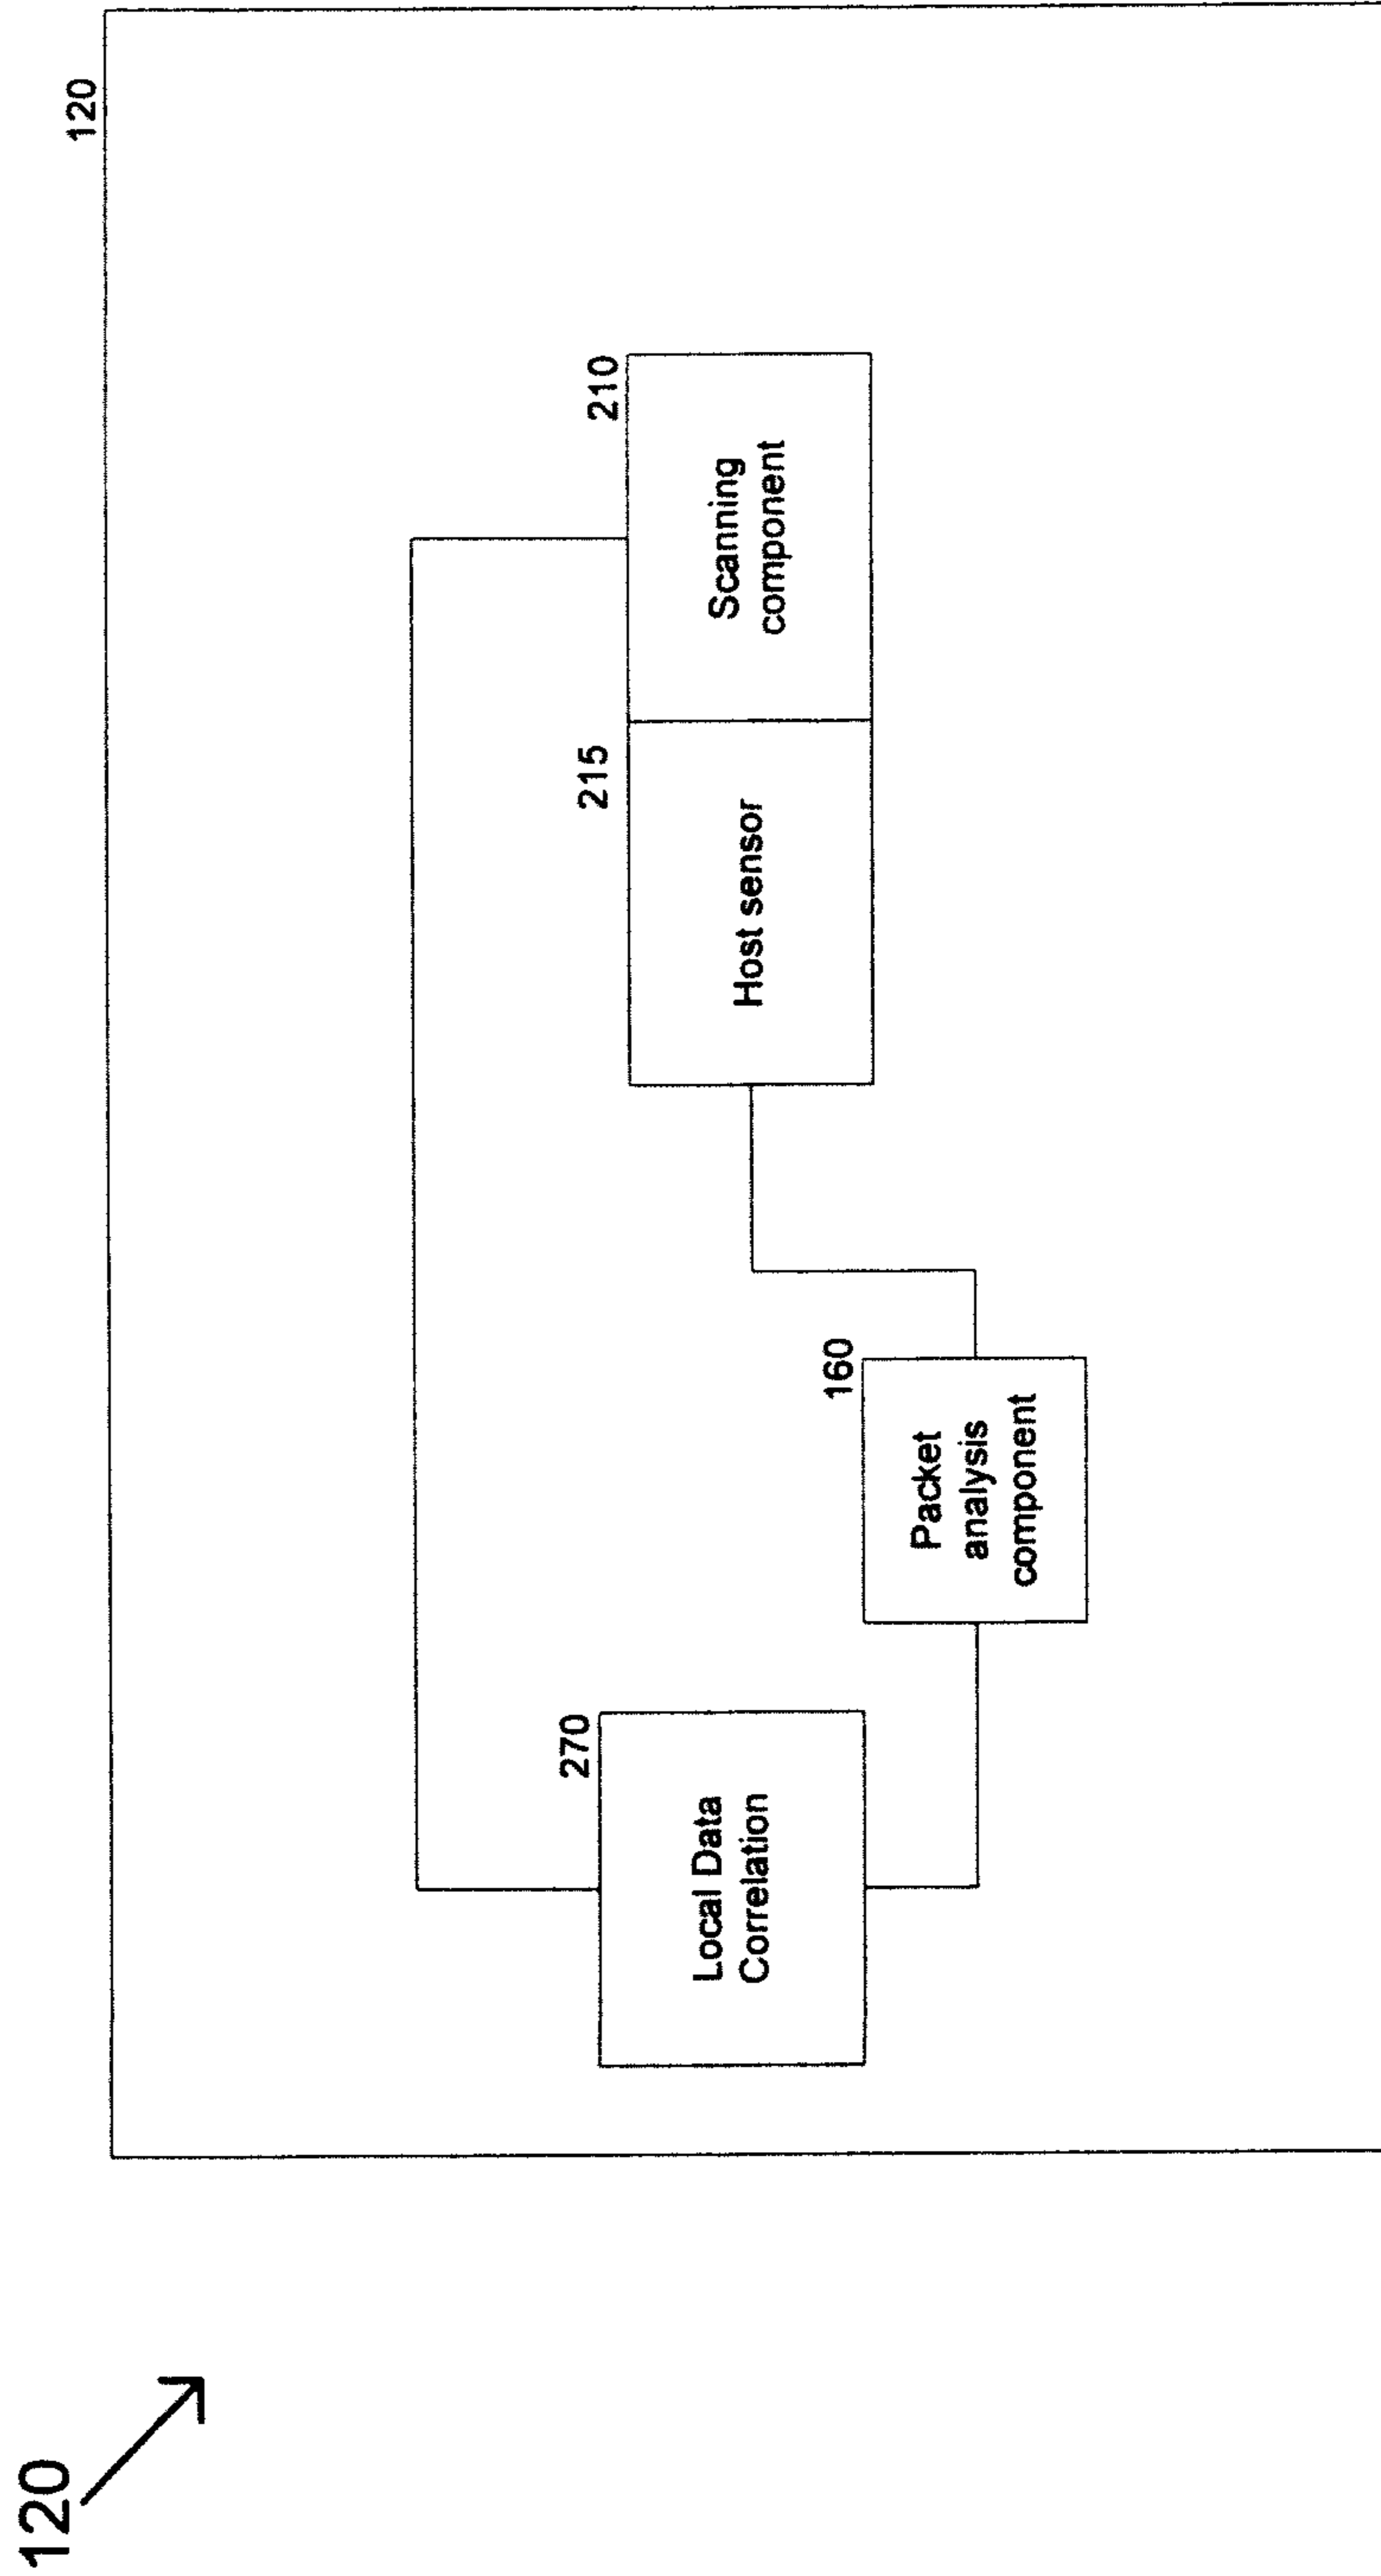 120
120
270
Local Data
Correlation
160
Packet
analysis
component
215
Host sensor
210
Scanning
component